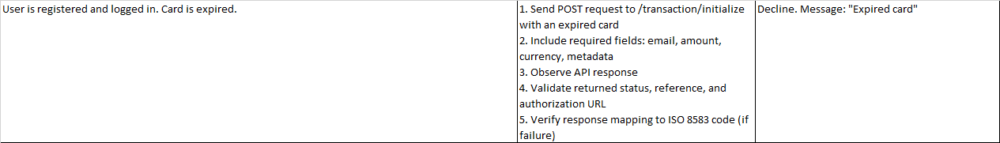 User is registered and logged in. Card is expired.
1. Send POST request to /transaction/initialize
with an expired card
2. Include required fields: email, amount,
currency, metadata
3. Observe API response
4. Validate returned status, reference, and
authorization URL
5. Verify response mapping to ISO 8583 code (if
failure)
Decline. Message: "Expired card"